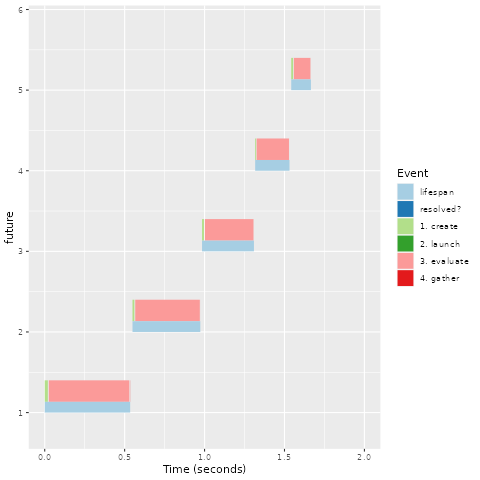 6
5
4
3
2
1
future
0.0 0.5 1.0 1.5 2.0
Time (seconds)
Event
lifespan
resolved?
1. create
2. launch
3. evaluate
4. gather